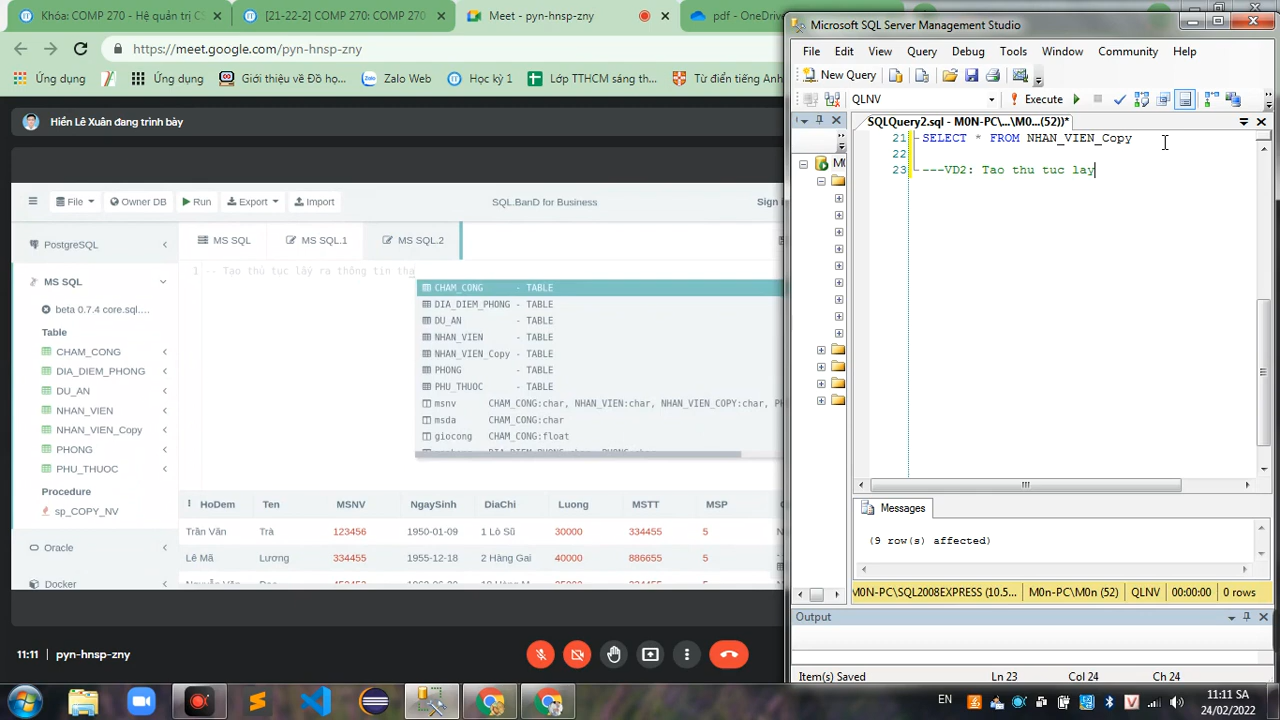 Khóa: COMP 270 - Hệ quản trị CS
[21-22-2] COMP 270: COMP 270
Meet - pyn-hnsp-zny
pdf - OneDriv
https://meet.google.com/pyn-hnsp-zny
Ứng dụng
Ứng dụng
Giới thiệu về Đồ họ...
Zalo Web
Học kỳ 1
Lớp TTHCM sáng th...
Từ điển tiếng Anh
Hiển Lê Xuân đang trình bày
File
Owner DB
Run
Export
Import
SQL.BanD for Business
Sign i
PostgreSQL
MS SQL
MS SQL.1
MS SQL.2
MS SQL
beta 0.7.4 core.sql....
Table
CHAM_CONG
DIA_DIEM_PHONG
DU_AN
NHAN_VIEN
NHAN_VIEN_Copy
PHONG
PHU_THUOC
Procedure
sp_COPY_NV
Oracle
Docker
1 -- Tạo thủ tục lấy ra thông tin tha
CHAM_CONG - TABLE
DIA_DIEM_PHONG - TABLE
DU_AN - TABLE
NHAN_VIEN - TABLE
NHAN_VIEN_Copy - TABLE
PHONG - TABLE
PHU_THUOC - TABLE
msnv CHAM_CONG:char, NHAN_VIEN:char, NHAN_VIEN_COPY:char, P
msda CHAM_CONG:char
giocong CHAM_CONG:float
HoDem Ten MSNV NgaySinh DiaChi Luong MSTT MSP
Trần Văn Trà 123456 1950-01-09 1 Lò Sũ 30000 334455 5
Lê Mã Lương 334455 1955-12-18 2 Hàng Gai 40000 886655 5
11:11 pyn-hnsp-zny
Microsoft SQL Server Management Studio
File Edit View Query Debug Tools Window Community Help
New Query
QLNV
Execute
SQLQuery2.sql - M0N-PC\...\M0...(52))*
M
21 SELECT * FROM NHAN_VIEN_Copy
22
23 ---VD2: Tao thu tuc lay
Messages
(9 row(s) affected)
M0N-PC\SQL2008EXPRESS (10.5... M0n-PC\M0n (52) QLNV 00:00:00 0 rows
Output
Item(s) Saved Ln 23 Col 24 Ch 24
EN
11:11 SA
24/02/2022